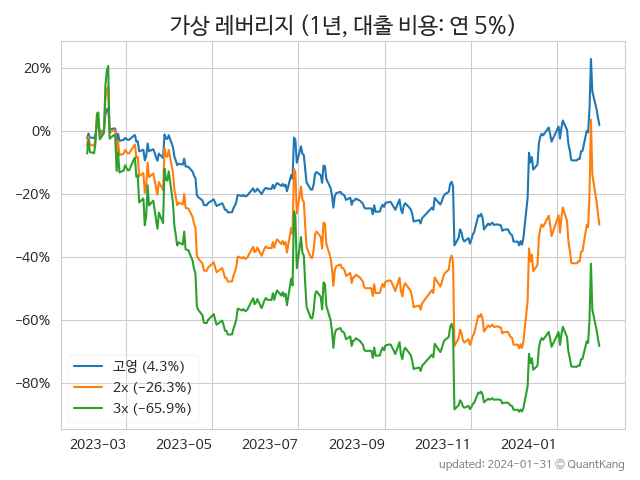 가상 레버리지 (1년, 대출 비용: 연 5%)
20%
0%
−20%
−40%
−60%
−80%
고영 (4.3%)
2x (−26.3%)
3x (−65.9%)
2023-03 2023-05 2023-07 2023-09 2023-11 2024-01
updated: 2024-01-31 © QuantKang